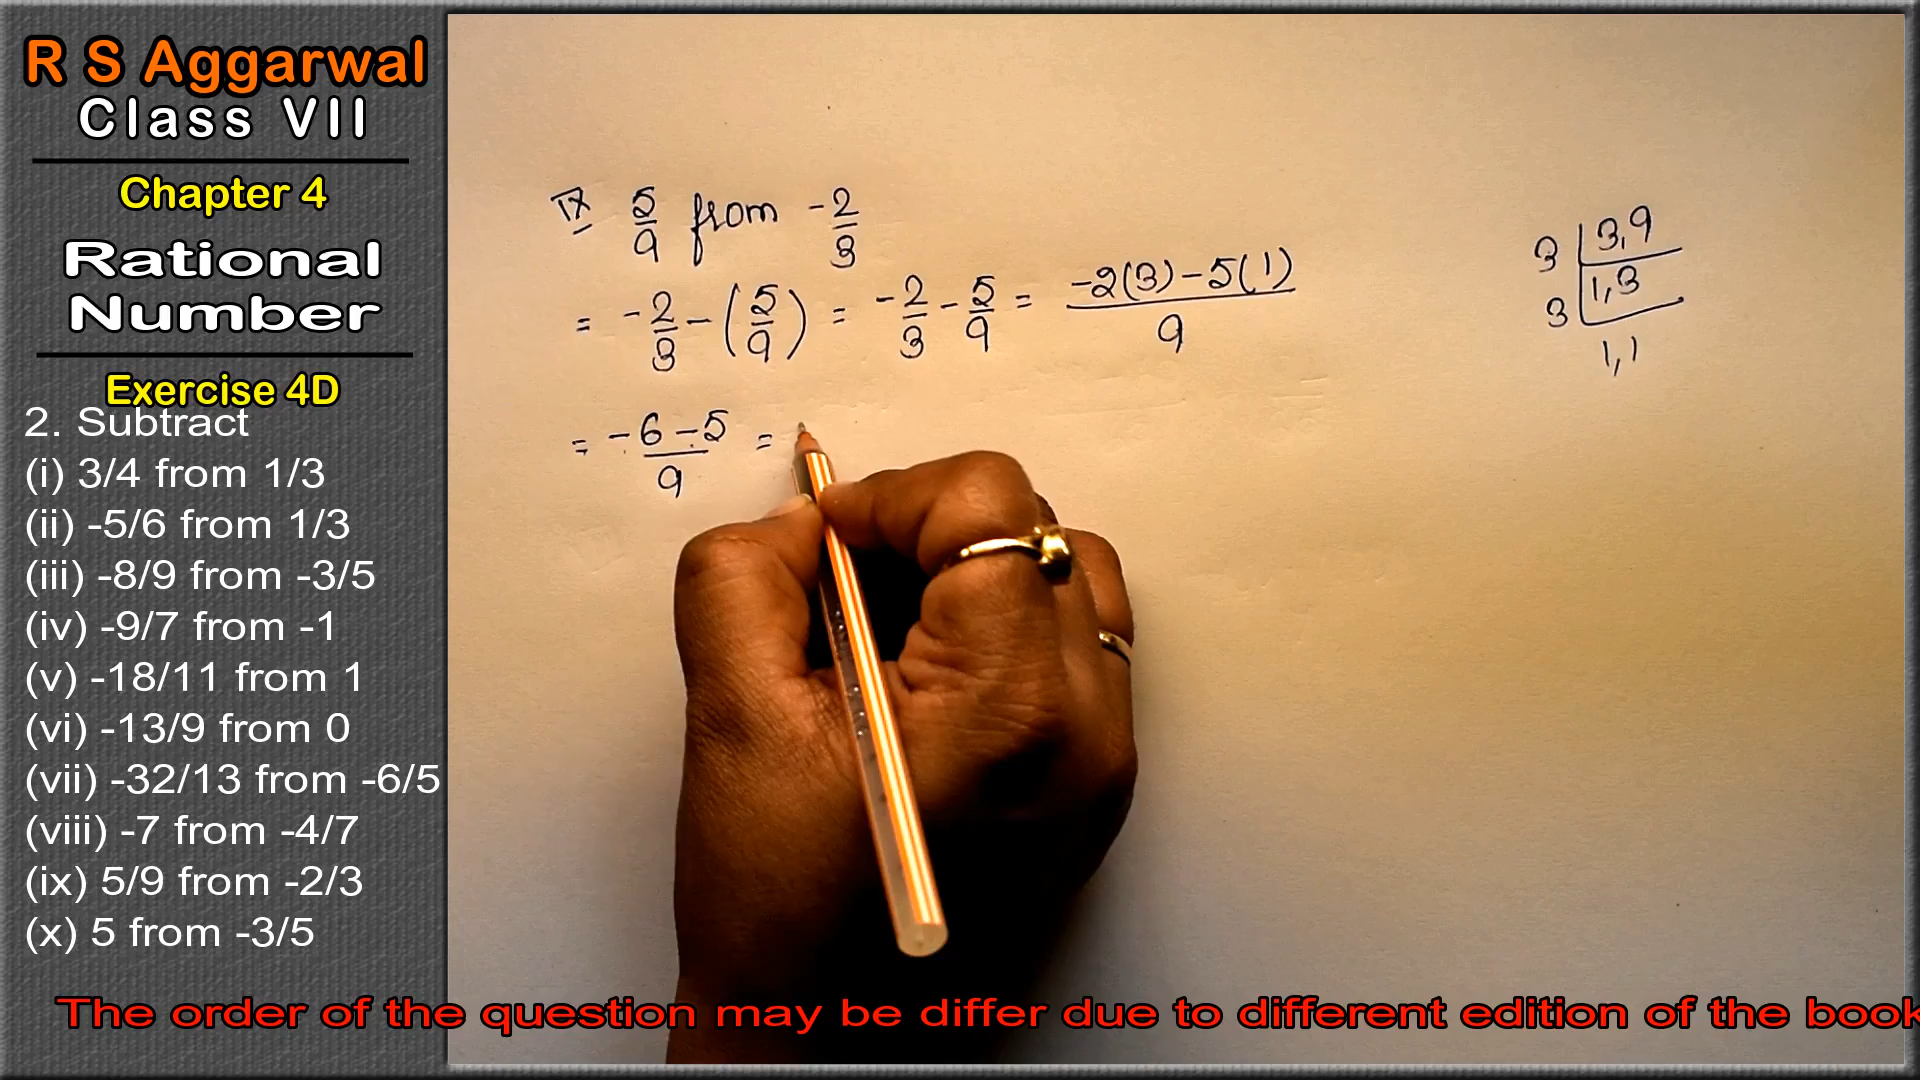 R S Aggarwal
Class VII
Chapter 4
Rational
Number
Exercise 4D
2. Subtract
(i) 3/4 from 1/3
(ii) -5/6 from 1/3
(iii) -8/9 from -3/5
(iv) -9/7 from -1
(v) -18/11 from 1
(vi) -13/9 from 0
(vii) -32/13 from -6/5
(viii) -7 from -4/7
(ix) 5/9 from -2/3
(x) 5 from -3/5
IX 5/9 from -2/3
= -2/3 - (5/9) = -2/3 - 5/9 = -2(3)-5(1)/9
= -6-5/9 =
3 | 3,9
3 | 1,3
1,1
The order of the question may be differ due to different edition of the book